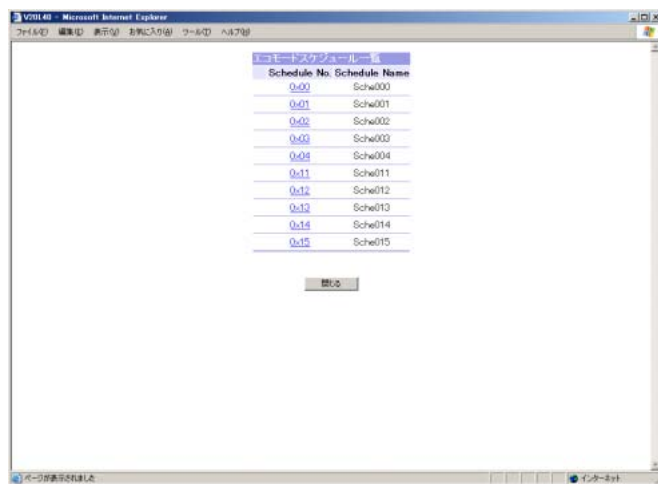 V20L40 - Microsoft Internet Explorer
ファイル(F) 編集(E) 表示(V) お気に入り(A) ツール(T) ヘルプ(H)
エコモードスケジュール一覧
Schedule No. Schedule Name
0x00 Sche000
0x01 Sche001
0x02 Sche002
0x03 Sche003
0x04 Sche004
0x11 Sche011
0x12 Sche012
0x13 Sche013
0x14 Sche014
0x15 Sche015
閉じる
ページが表示されました インターネット